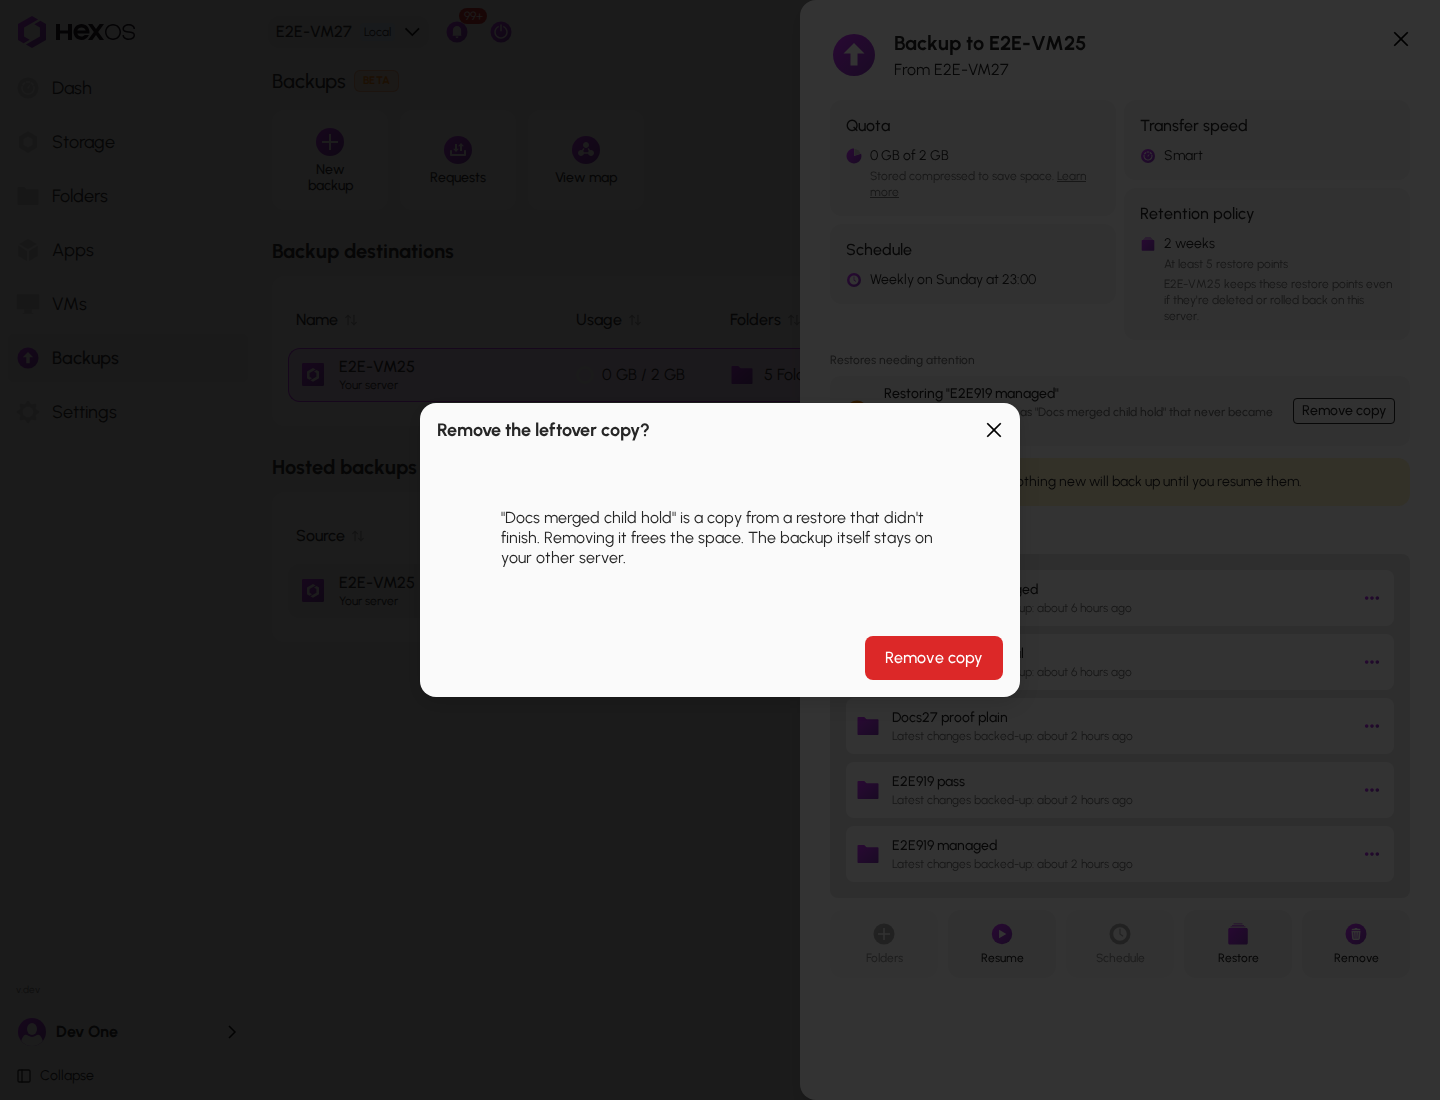 HexOS
E2E-VM27 Local
99+
Dash
Storage
Folders
Apps
VMs
Backups
Settings
Backups BETA
New
backup
Requests
View map
Backup destinations
Name Usage Folders
E2E-VM25
Your server
0 GB / 2 GB
Hosted backups
Source
E2E-VM25
Your server
Dev One
Collapse
Backup to E2E-VM25
From E2E-VM27
Quota
0 GB of 2 GB
Stored compressed to save space. Learn
more
Schedule
Weekly on Sunday at 23:00
Transfer speed
Smart
Retention policy
2 weeks
At least 5 restore points
E2E-VM25 keeps these restore points even
if they're deleted or rolled back on this
server.
Restores needing attention
Restoring "E2E919 managed"
as "Docs merged child hold" that never became
Remove copy
nothing new will back up until you resume them.
Remove the leftover copy?
"Docs merged child hold" is a copy from a restore that didn't
finish. Removing it frees the space. The backup itself stays on
your other server.
Remove copy
about 6 hours ago
about 6 hours ago
Docs27 proof plain
Latest changes backed-up: about 2 hours ago
E2E919 pass
Latest changes backed-up: about 2 hours ago
E2E919 managed
Latest changes backed-up: about 2 hours ago
Folders
Resume
Schedule
Restore
Remove